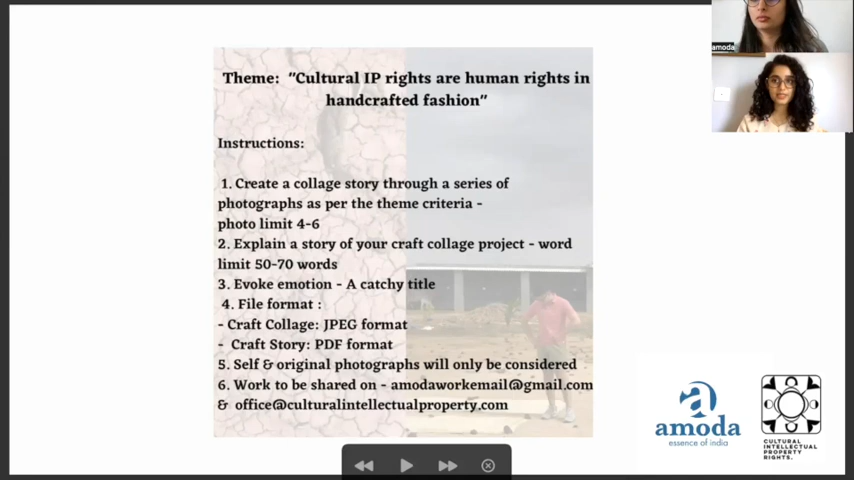 amoda
Theme: "Cultural IP rights are human rights in
handcrafted fashion"
Instructions:
1. Create a collage story through a series of
photographs as per the theme criteria -
photo limit 4-6
2. Explain a story of your craft collage project - word
limit 50-70 words
3. Evoke emotion - A catchy title
4. File format :
- Craft Collage: JPEG format
- Craft Story: PDF format
5. Self & original photographs will only be considered
6. Work to be shared on - amodaworkemail@gmail.com
& office@culturalintellectualproperty.com
a
amoda
essence of india
CULTURAL
INTELLECTUAL
PROPERTY
RIGHTS.